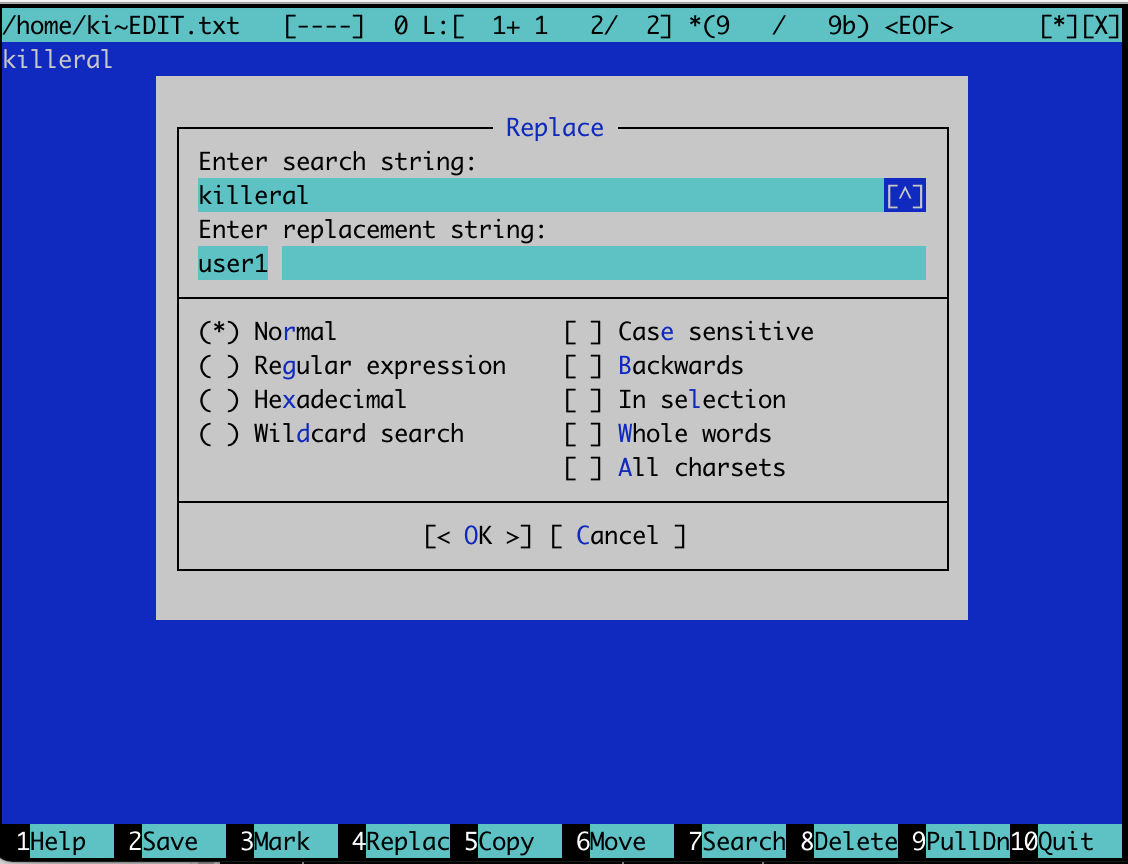 /home/ki~EDIT.txt [----] 0 L:[ 1+ 1 2/ 2] *(9 / 9b) <EOF> [*][X]
killeral
Replace
Enter search string:
killeral [^]
Enter replacement string:
user1
(*) Normal [ ] Case sensitive
( ) Regular expression [ ] Backwards
( ) Hexadecimal [ ] In selection
( ) Wildcard search [ ] Whole words
[ ] All charsets
[< OK >] [ Cancel ]
1Help 2Save 3Mark 4Replac 5Copy 6Move 7Search 8Delete 9PullDn 10Quit